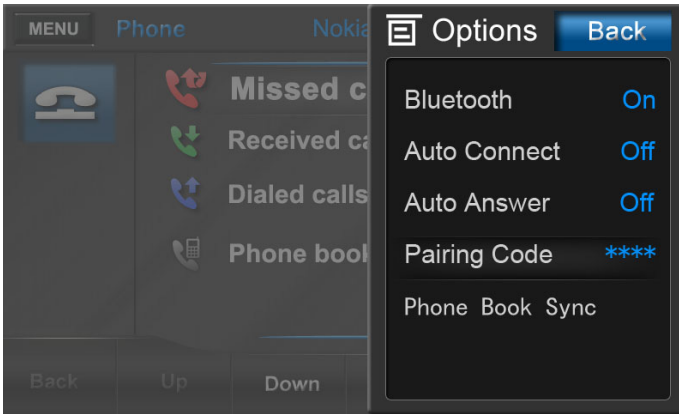 MENU Phone Nokia
Missed c
Received ca
Dialed calls
Phone book
Back Up Down
Options Back
Bluetooth On
Auto Connect Off
Auto Answer Off
Pairing Code ****
Phone Book Sync